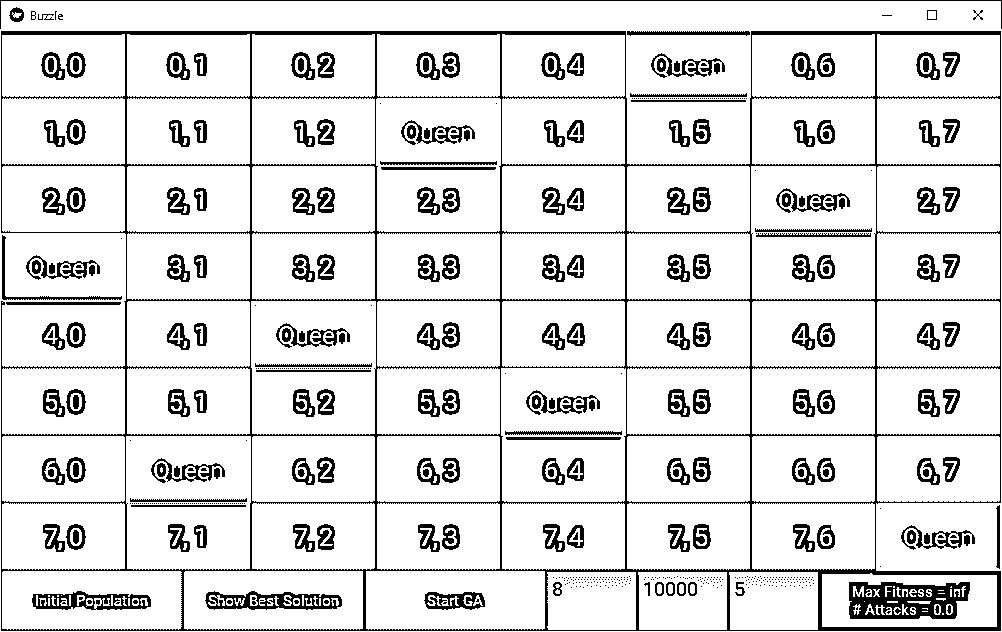 Buzzle
0,0 0,1 0,2 0,3 0,4 Queen 0,6 0,7
1,0 1,1 1,2 Queen 1,4 1,5 1,6 1,7
2,0 2,1 2,2 2,3 2,4 2,5 Queen 2,7
Queen 3,1 3,2 3,3 3,4 3,5 3,6 3,7
4,0 4,1 Queen 4,3 4,4 4,5 4,6 4,7
5,0 5,1 5,2 5,3 Queen 5,5 5,6 5,7
6,0 Queen 6,2 6,3 6,4 6,5 6,6 6,7
7,0 7,1 7,2 7,3 7,4 7,5 7,6 Queen
Initial Population Show Best Solution Start GA 8 10000 5 Max Fitness = inf
# Attacks = 0.0